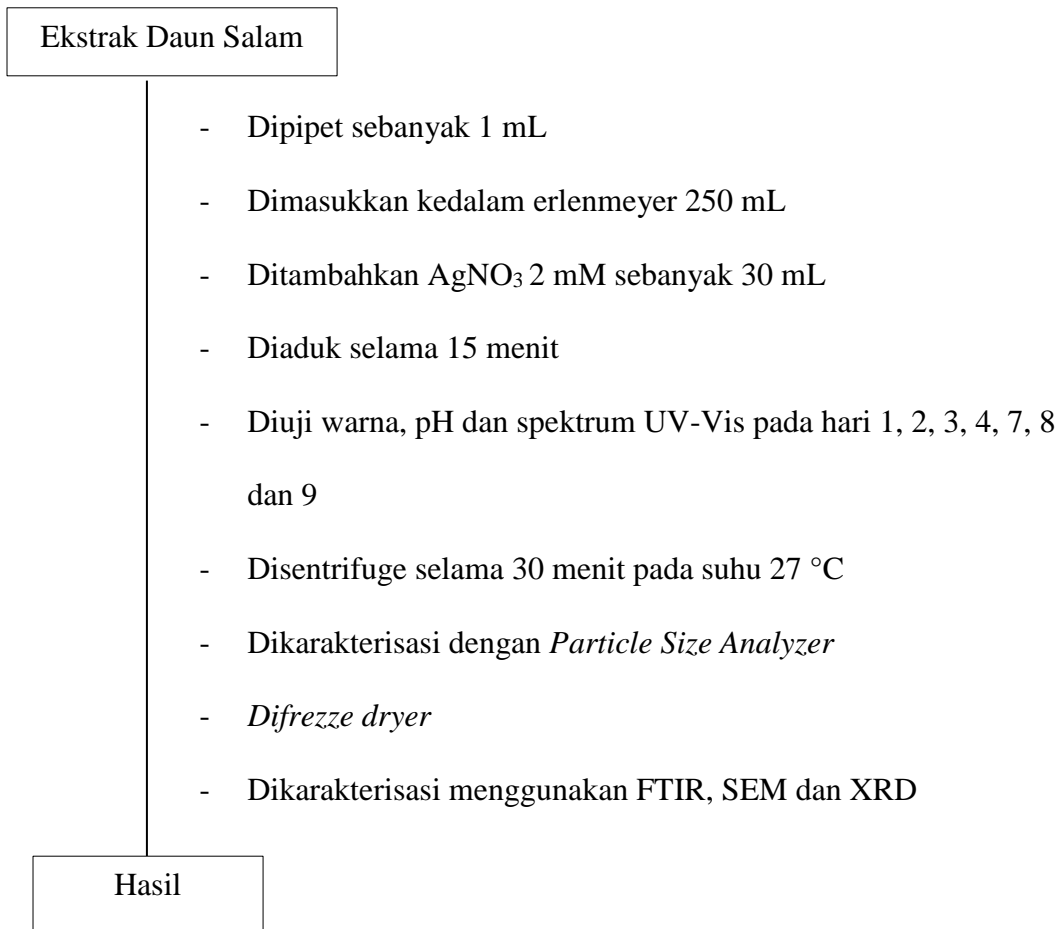 Ekstrak Daun Salam
- Dipipet sebanyak 1 mL
- Dimasukkan kedalam erlenmeyer 250 mL
- Ditambahkan AgNO₃ 2 mM sebanyak 30 mL
- Diaduk selama 15 menit
- Diuji warna, pH dan spektrum UV-Vis pada hari 1, 2, 3, 4, 7, 8
dan 9
- Disentrifuge selama 30 menit pada suhu 27 °C
- Dikarakterisasi dengan Particle Size Analyzer
- Difrezze dryer
- Dikarakterisasi menggunakan FTIR, SEM dan XRD
Hasil